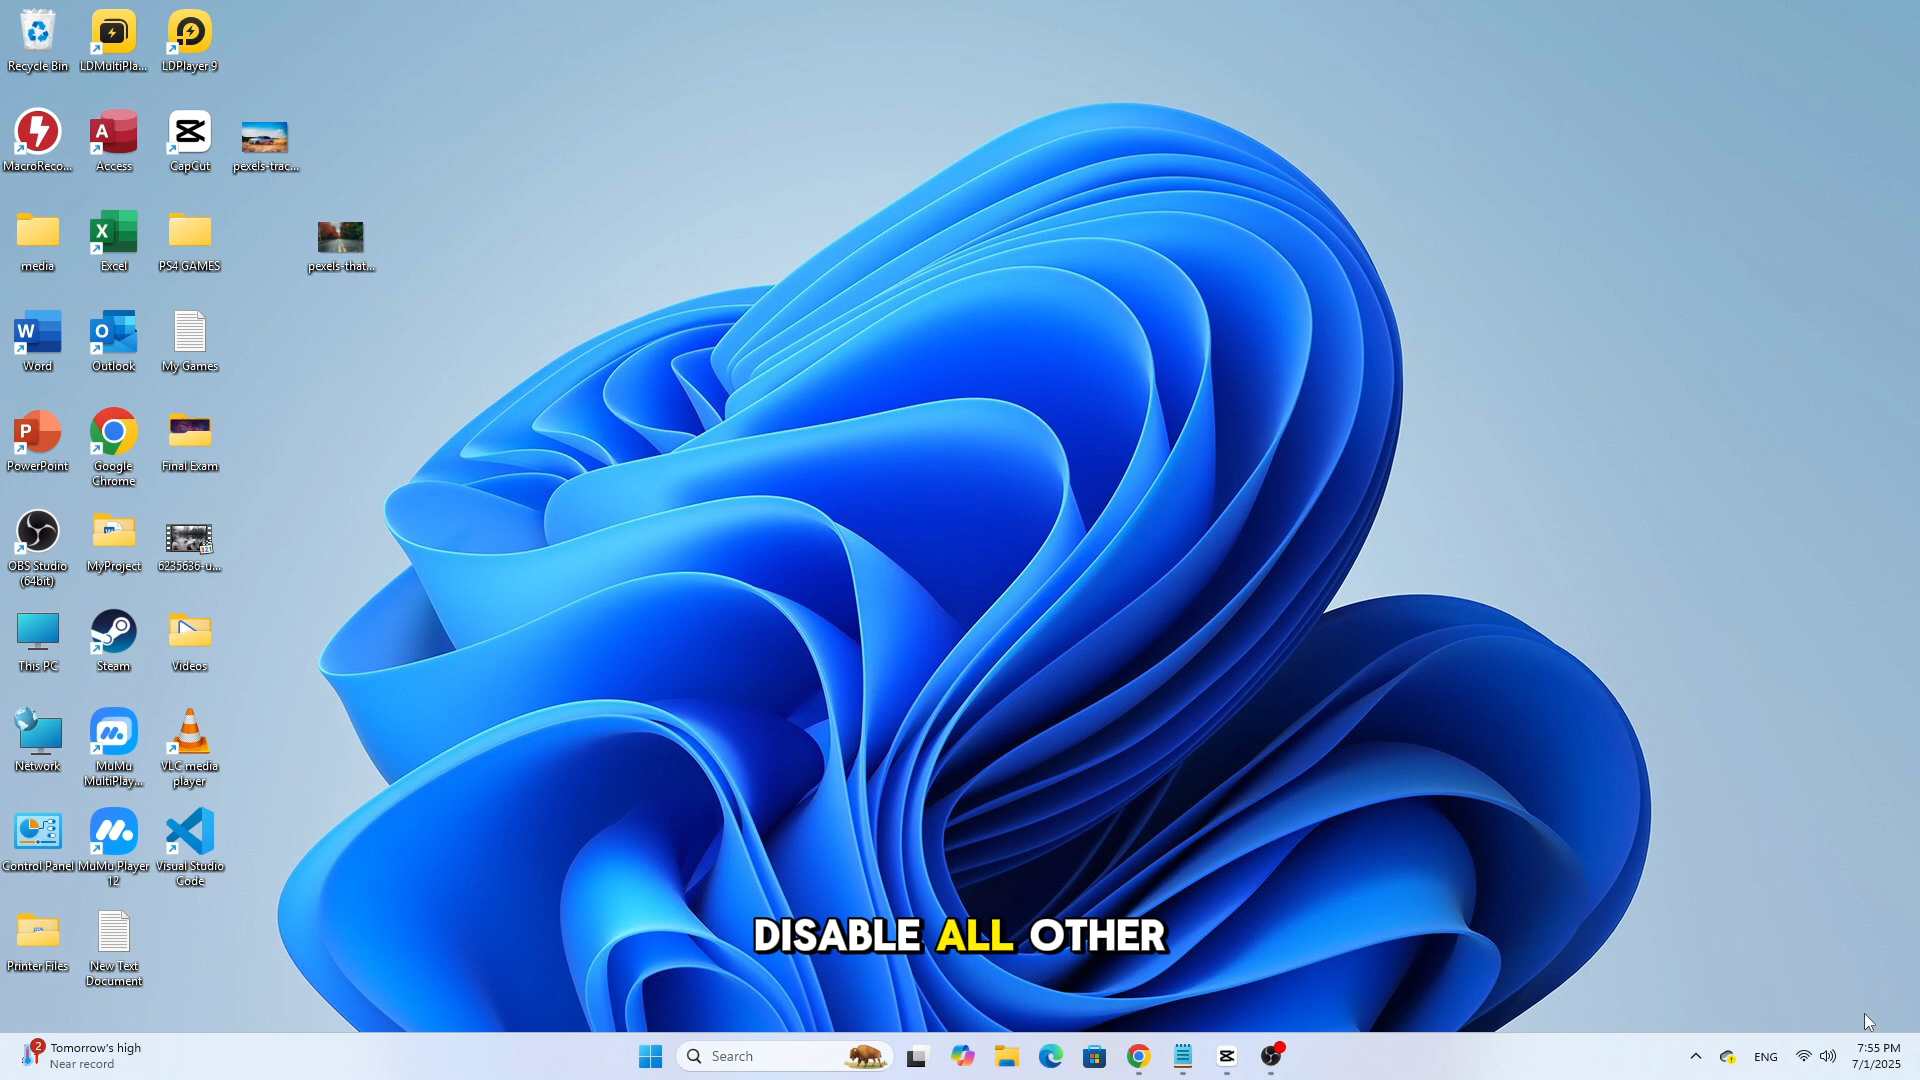 Recycle Bin
LDMultiPla...
LDPlayer 9
MacroReco...
Access
CapCut
pexels-trac...
media
Excel
PS4 GAMES
pexels-that...
Word
Outlook
My Games
PowerPoint
Google
Chrome
Final Exam
OBS Studio
(64bit)
MyProject
6235636-u...
This PC
Steam
Videos
Network
MuMu
MultiPlay...
VLC media
player
Control Panel
MuMu Player
12
Visual Studio
Code
Printer Files
New Text
Document
DISABLE ALL OTHER
2
Tomorrow's high
Near record
Search
ENG
7:55 PM
7/1/2025